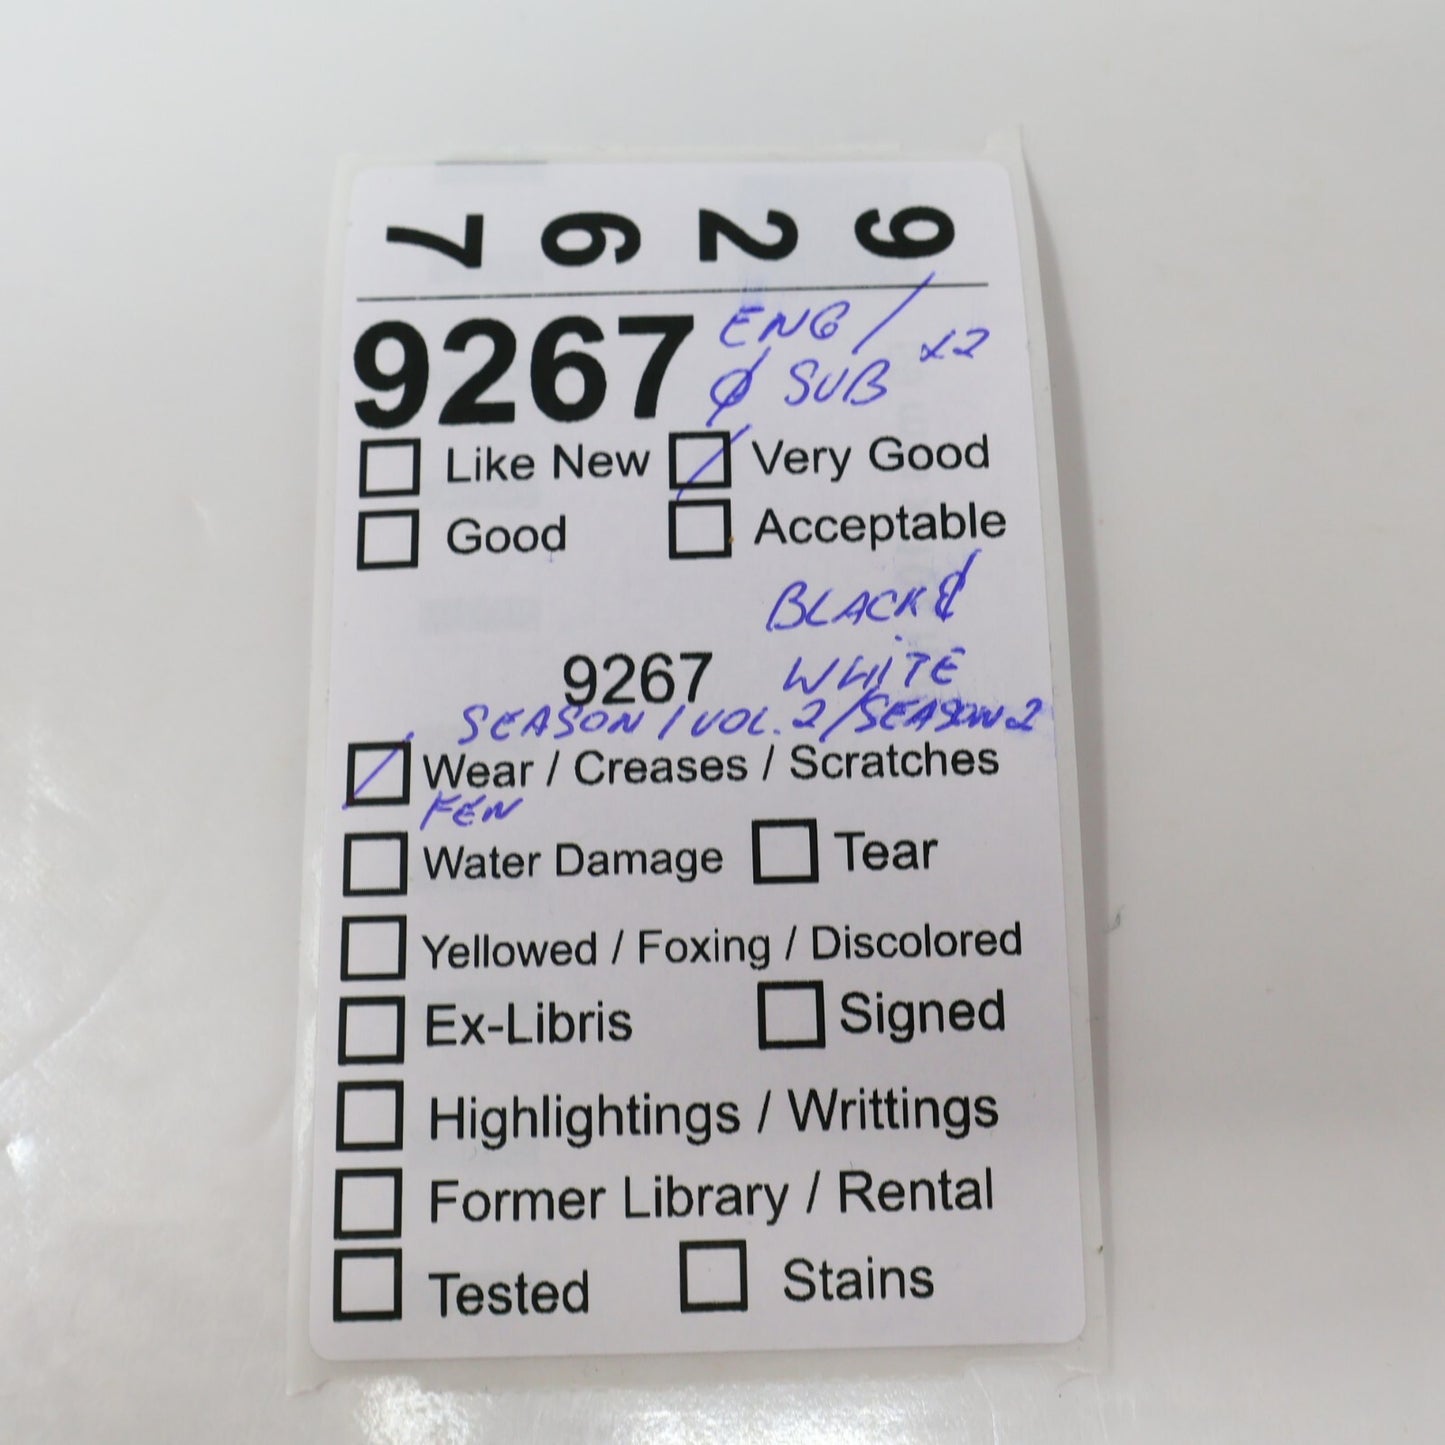 7 6 2 9
9267 ENG /
∅ SUB x2
Like New Very Good
Good Acceptable
BLACK &
9267 WHITE
SEASON 1 VOL. 2 / SEASON 2
Wear / Creases / Scratches
FEW
Water Damage Tear
Yellowed / Foxing / Discolored
Ex-Libris Signed
Highlightings / Writtings
Former Library / Rental
Tested Stains